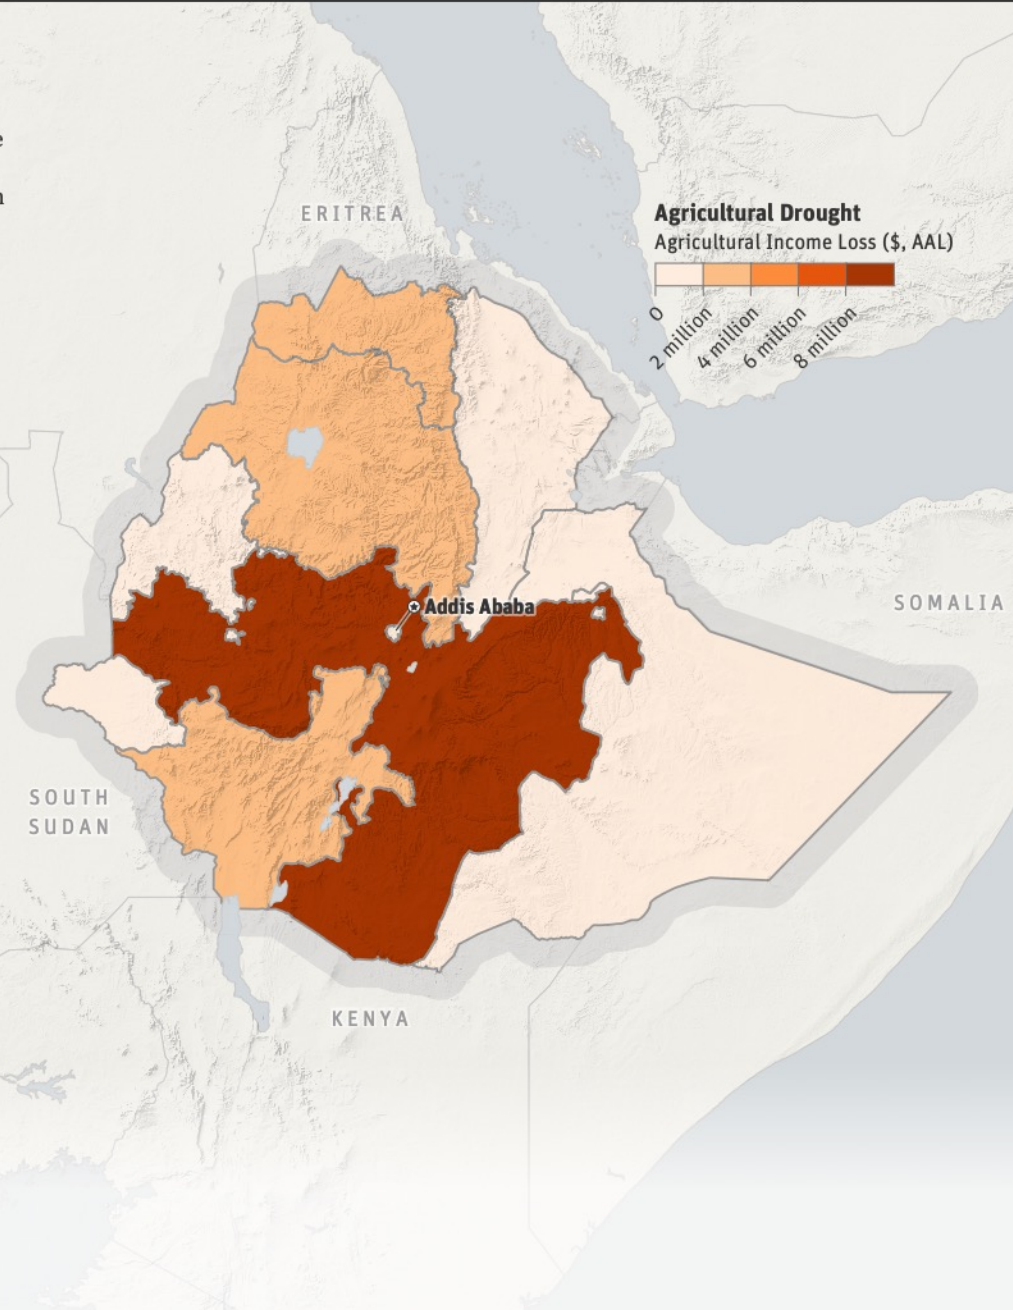 e
n
ERITREA
Agricultural Drought
Agricultural Income Loss ($, AAL)
0
2 million
4 million
6 million
8 million
Addis Ababa
SOMALIA
SOUTH
SUDAN
KENYA